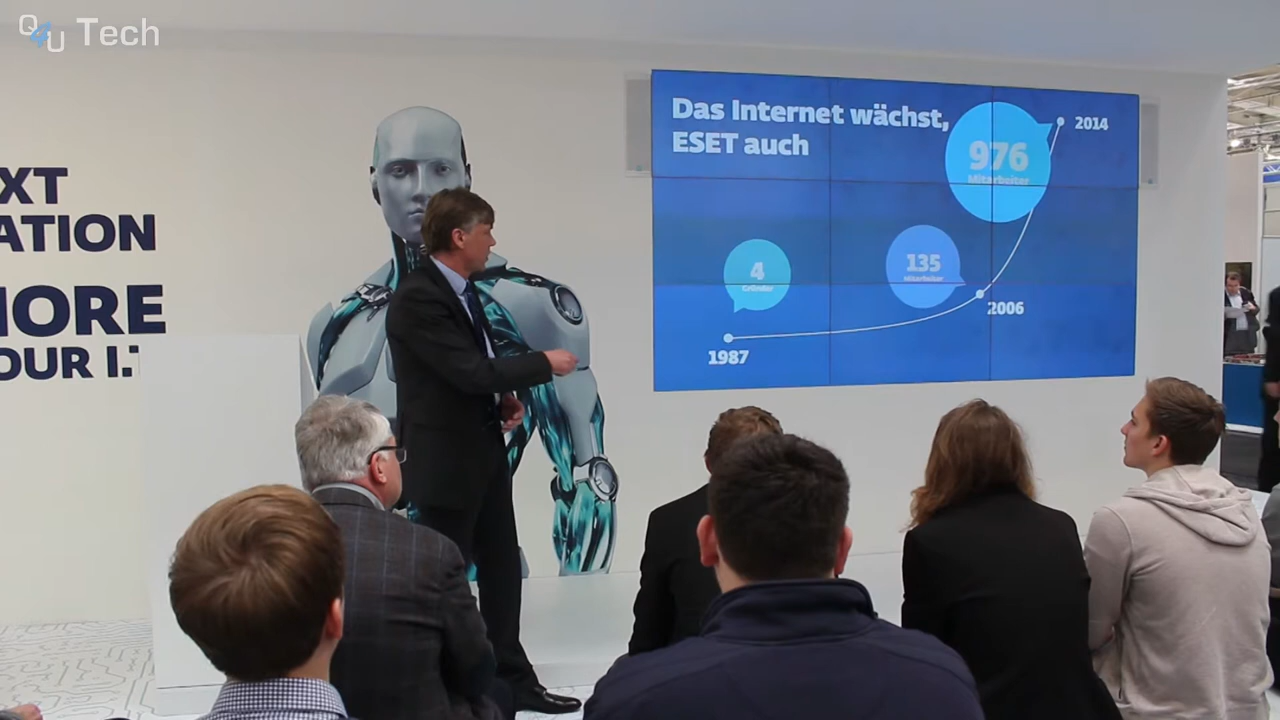 Q4U Tech
XT
ATION
MORE
OUR I.T
Das Internet wächst,
ESET auch
976
Mitarbeiter
2014
4
Gründer
135
Mitarbeiter
2006
1987